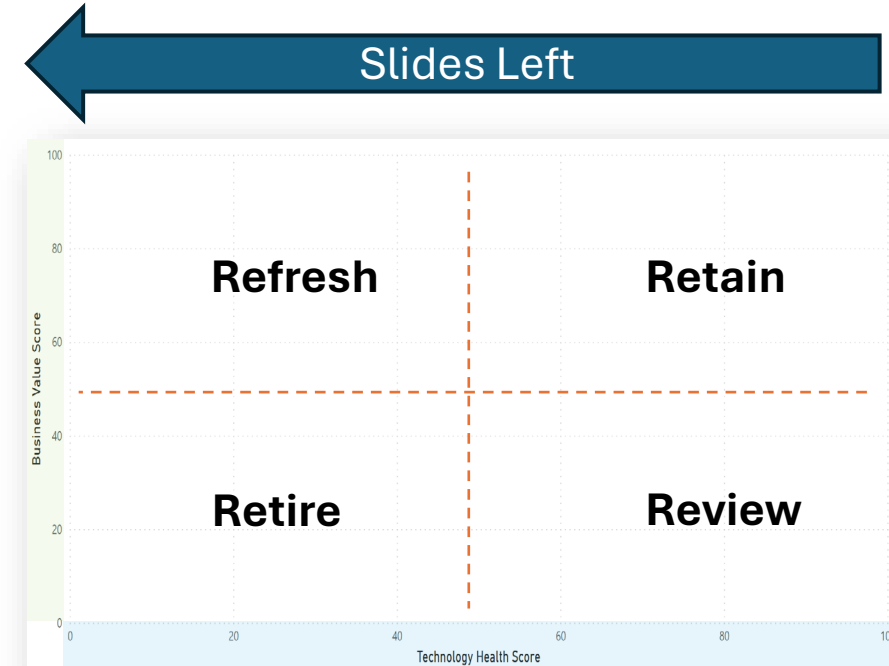 Slides Left
100
80
60
40
20
0
Business Value Score
Refresh
Retain
Retire
Review
0
20
40
60
80
Technology Health Score